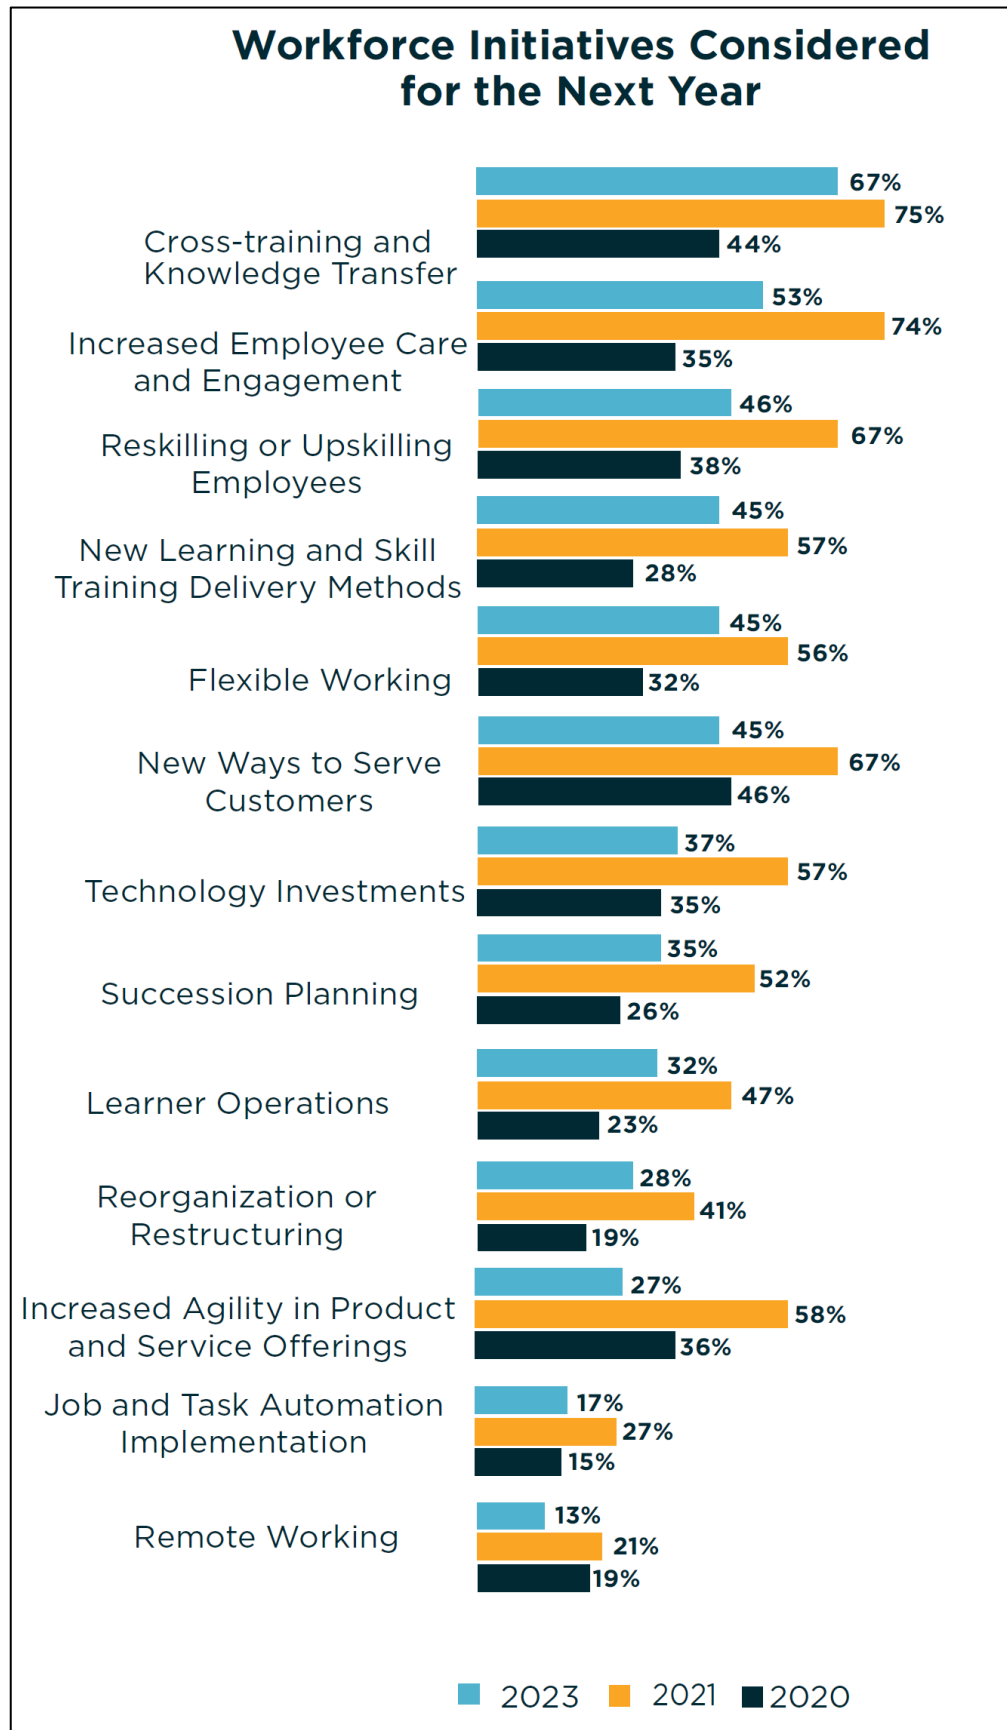 Workforce Initiatives Considered
for the Next Year
67%
75%
Cross-training and
44%
Knowledge Transfer
53%
74%
Increased Employee Care
35%
and Engagement
46%
67%
Reskilling or Upskilling
38%
Employees
45%
57%
New Learning and Skill
28%
Training Delivery Methods
45%
56%
Flexible Working
32%
45%
67%
New Ways to Serve
46%
Customers
37%
57%
Technology Investments
35%
35%
52%
Succession Planning
26%
32%
47%
Learner Operations
23%
28%
41%
Reorganization or
19%
Restructuring
27%
58%
Increased Agility in Product
36%
and Service Offerings
17%
27%
Job and Task Automation
15%
Implementation
13%
21%
Remote Working
19%
2023 2021 2020